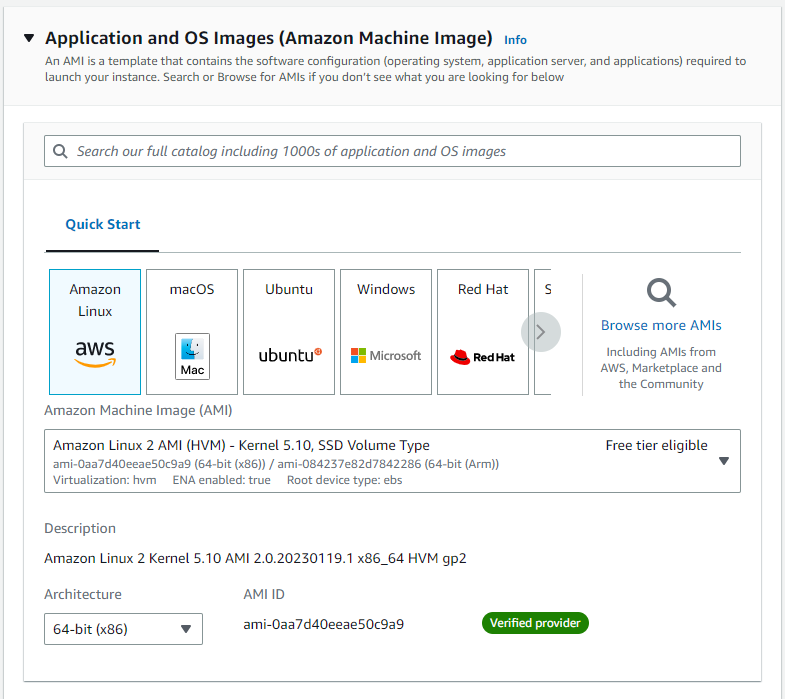 Application and OS Images (Amazon Machine Image) Info
An AMI is a template that contains the software configuration (operating system, application server, and applications) required to
launch your instance. Search or Browse for AMIs if you don't see what you are looking for below
Search our full catalog including 1000s of application and OS images
Quick Start
Amazon
Linux
aws
macOS
Mac
Ubuntu
ubuntu
Windows
Microsoft
Red Hat
Red Hat
S
Browse more AMIs
Including AMIs from
AWS, Marketplace and
the Community
Amazon Machine Image (AMI)
Amazon Linux 2 AMI (HVM) - Kernel 5.10, SSD Volume Type
Free tier eligible
ami-0aa7d40eeae50c9a9 (64-bit (x86)) / ami-084237e82d7842286 (64-bit (Arm))
Virtualization: hvm ENA enabled: true Root device type: ebs
Description
Amazon Linux 2 Kernel 5.10 AMI 2.0.20230119.1 x86_64 HVM gp2
Architecture
AMI ID
64-bit (x86)
ami-0aa7d40eeae50c9a9
Verified provider